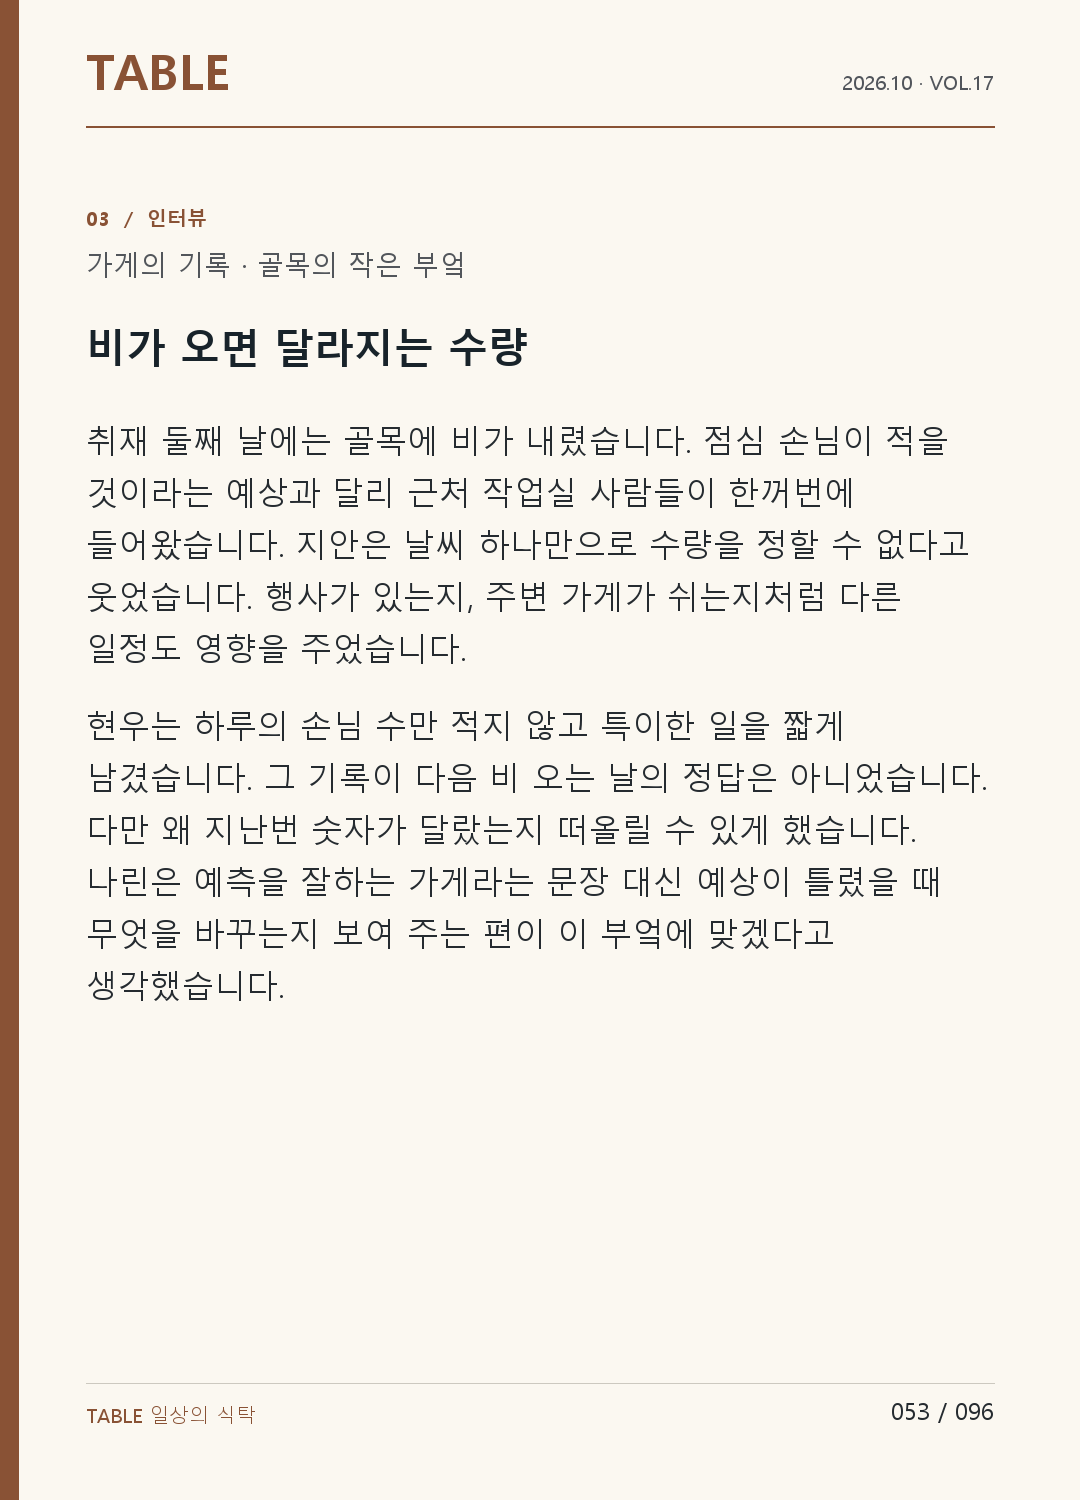 TABLE
2026.10 · VOL.17
03 / 인터뷰
가게의 기록 · 골목의 작은 부엌
비가 오면 달라지는 수량
취재 둘째 날에는 골목에 비가 내렸습니다. 점심 손님이 적을
것이라는 예상과 달리 근처 작업실 사람들이 한꺼번에
들어왔습니다. 지안은 날씨 하나만으로 수량을 정할 수 없다고
웃었습니다. 행사가 있는지, 주변 가게가 쉬는지처럼 다른
일정도 영향을 주었습니다.
현우는 하루의 손님 수만 적지 않고 특이한 일을 짧게
남겼습니다. 그 기록이 다음 비 오는 날의 정답은 아니었습니다.
다만 왜 지난번 숫자가 달랐는지 떠올릴 수 있게 했습니다.
나린은 예측을 잘하는 가게라는 문장 대신 예상이 틀렸을 때
무엇을 바꾸는지 보여 주는 편이 이 부엌에 맞겠다고
생각했습니다.
TABLE 일상의 식탁
053 / 096